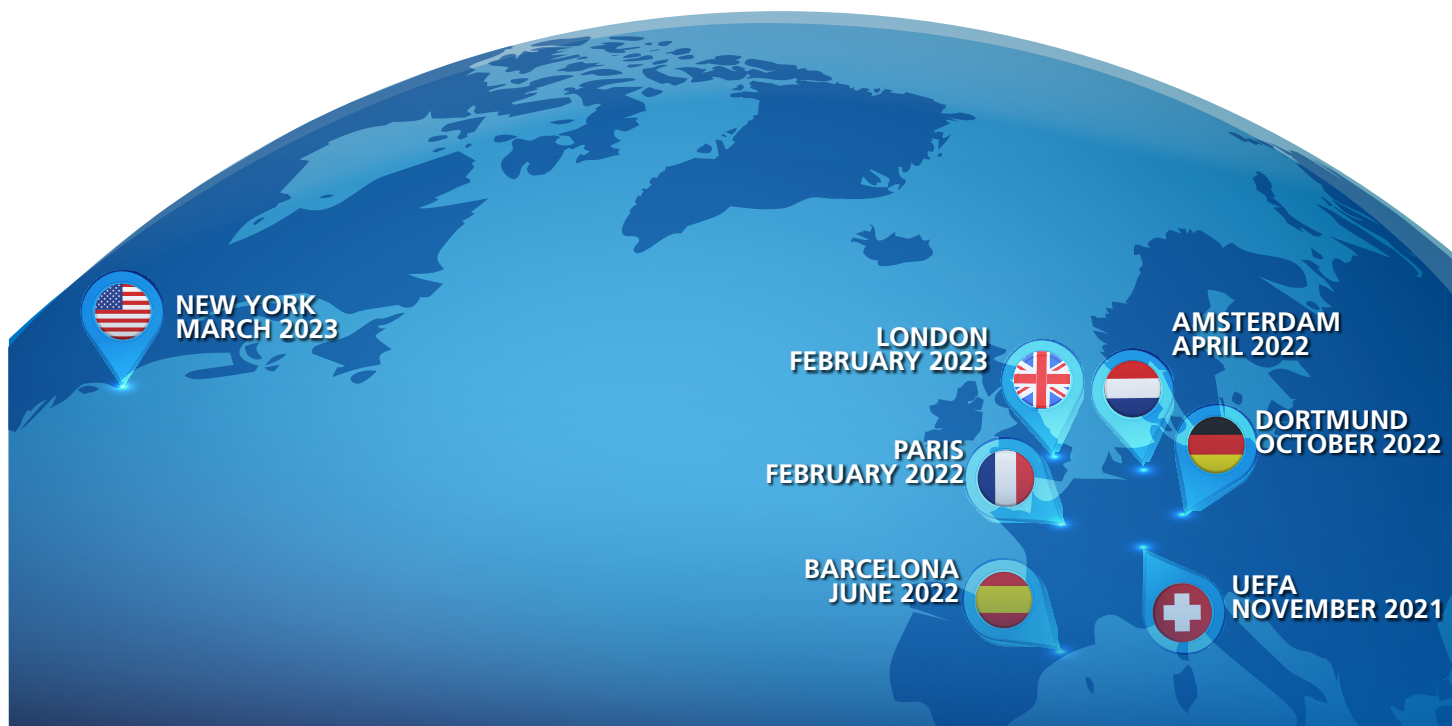 NEW YORK
MARCH 2023
LONDON
FEBRUARY 2023
AMSTERDAM
APRIL 2022
DORTMUND
OCTOBER 2022
PARIS
FEBRUARY 2022
BARCELONA
JUNE 2022
UEFA
NOVEMBER 2021